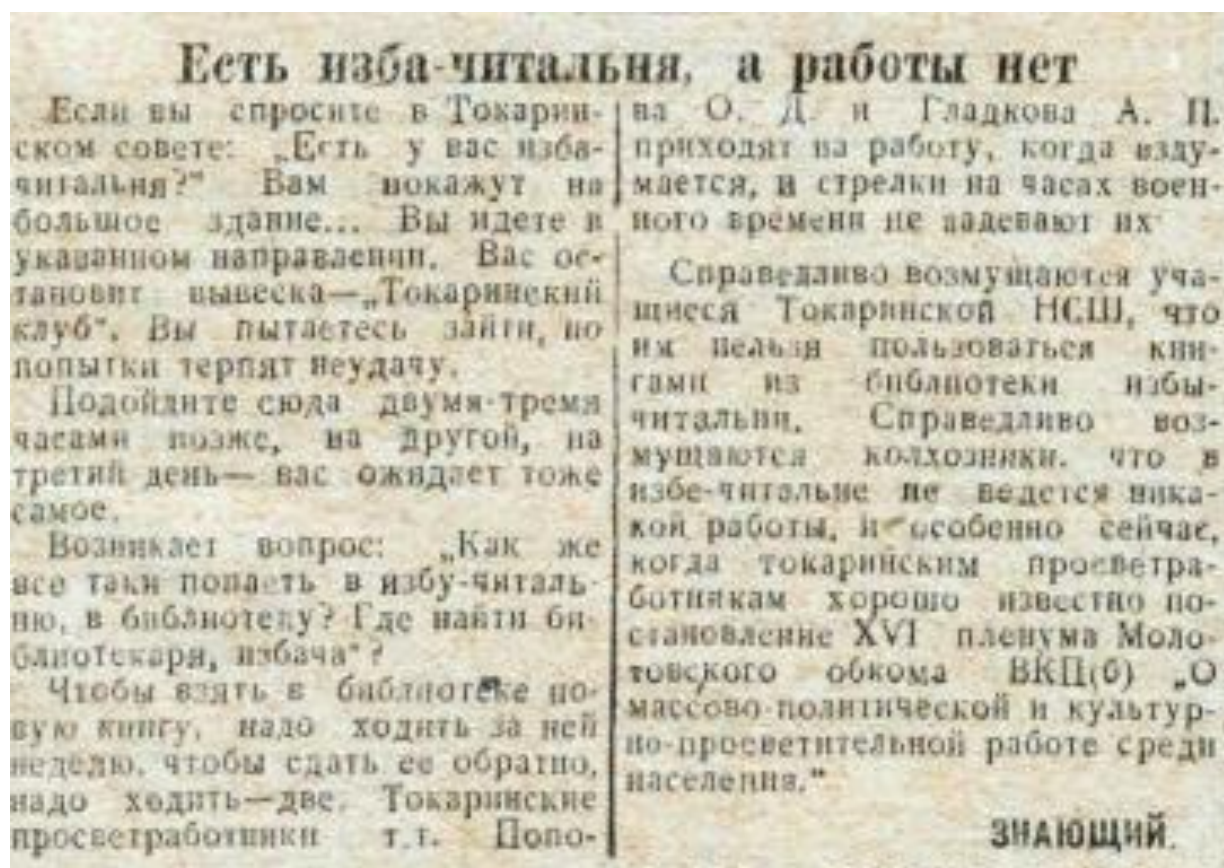 Есть изба-читальня, а работы нет
Если вы спросите в Токарин-
ском совете: „Есть у вас изба-
читальня?" Вам покажут на
большое здание... Вы идете в
указанном направлении. Вас ос-
тановит вывеска—„Токаринский
клуб". Вы пытаетесь зайти, но
попытки терпят неудачу.
Подойдите сюда двумя-тремя
часами позже, на другой, на
третий день— вас ожидает тоже
самое.
Возникает вопрос: „Как же
все таки попасть в избу-читаль-
ню, в библиотеку? Где найти би-
блиотекаря, избача"?
Чтобы взять в библиотеке но-
вую книгу, надо ходить за ней
неделю, чтобы сдать ее обратно,
надо ходить—две. Токаринские
просветработники т.т. Попо-
ва О. Д. и Гладкова А. П.
приходят на работу, когда взду-
мается, и стрелки на часах воен-
ного времени не задевают их
Справедливо возмущаются уча-
щиеся Токаринской НСШ, что
им нельзя пользоваться кни-
гами из библиотеки избы-
читальни. Справедливо воз-
мущаются колхозники, что в
избе-читальне не ведется ника-
кой работы, и особенно сейчас,
когда токаринским просветра-
ботникам хорошо известно по-
становление XVI пленума Моло-
товского обкома ВКП(б) „О
массово-политической и культур-
но-просветительной работе среди
населения."
ЗНАЮЩИЙ.